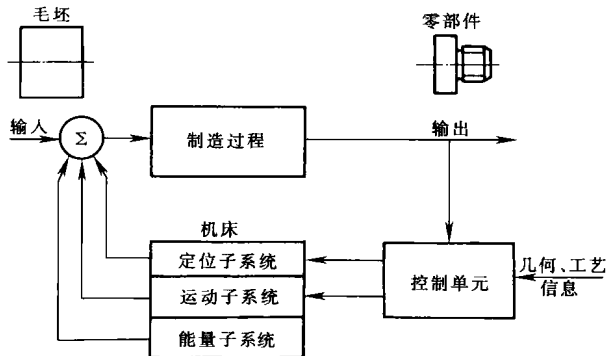 毛坯
零部件
输入
Σ
制造过程
输出
机床
定位子系统
运动子系统
能量子系统
控制单元
几何、工艺
信息